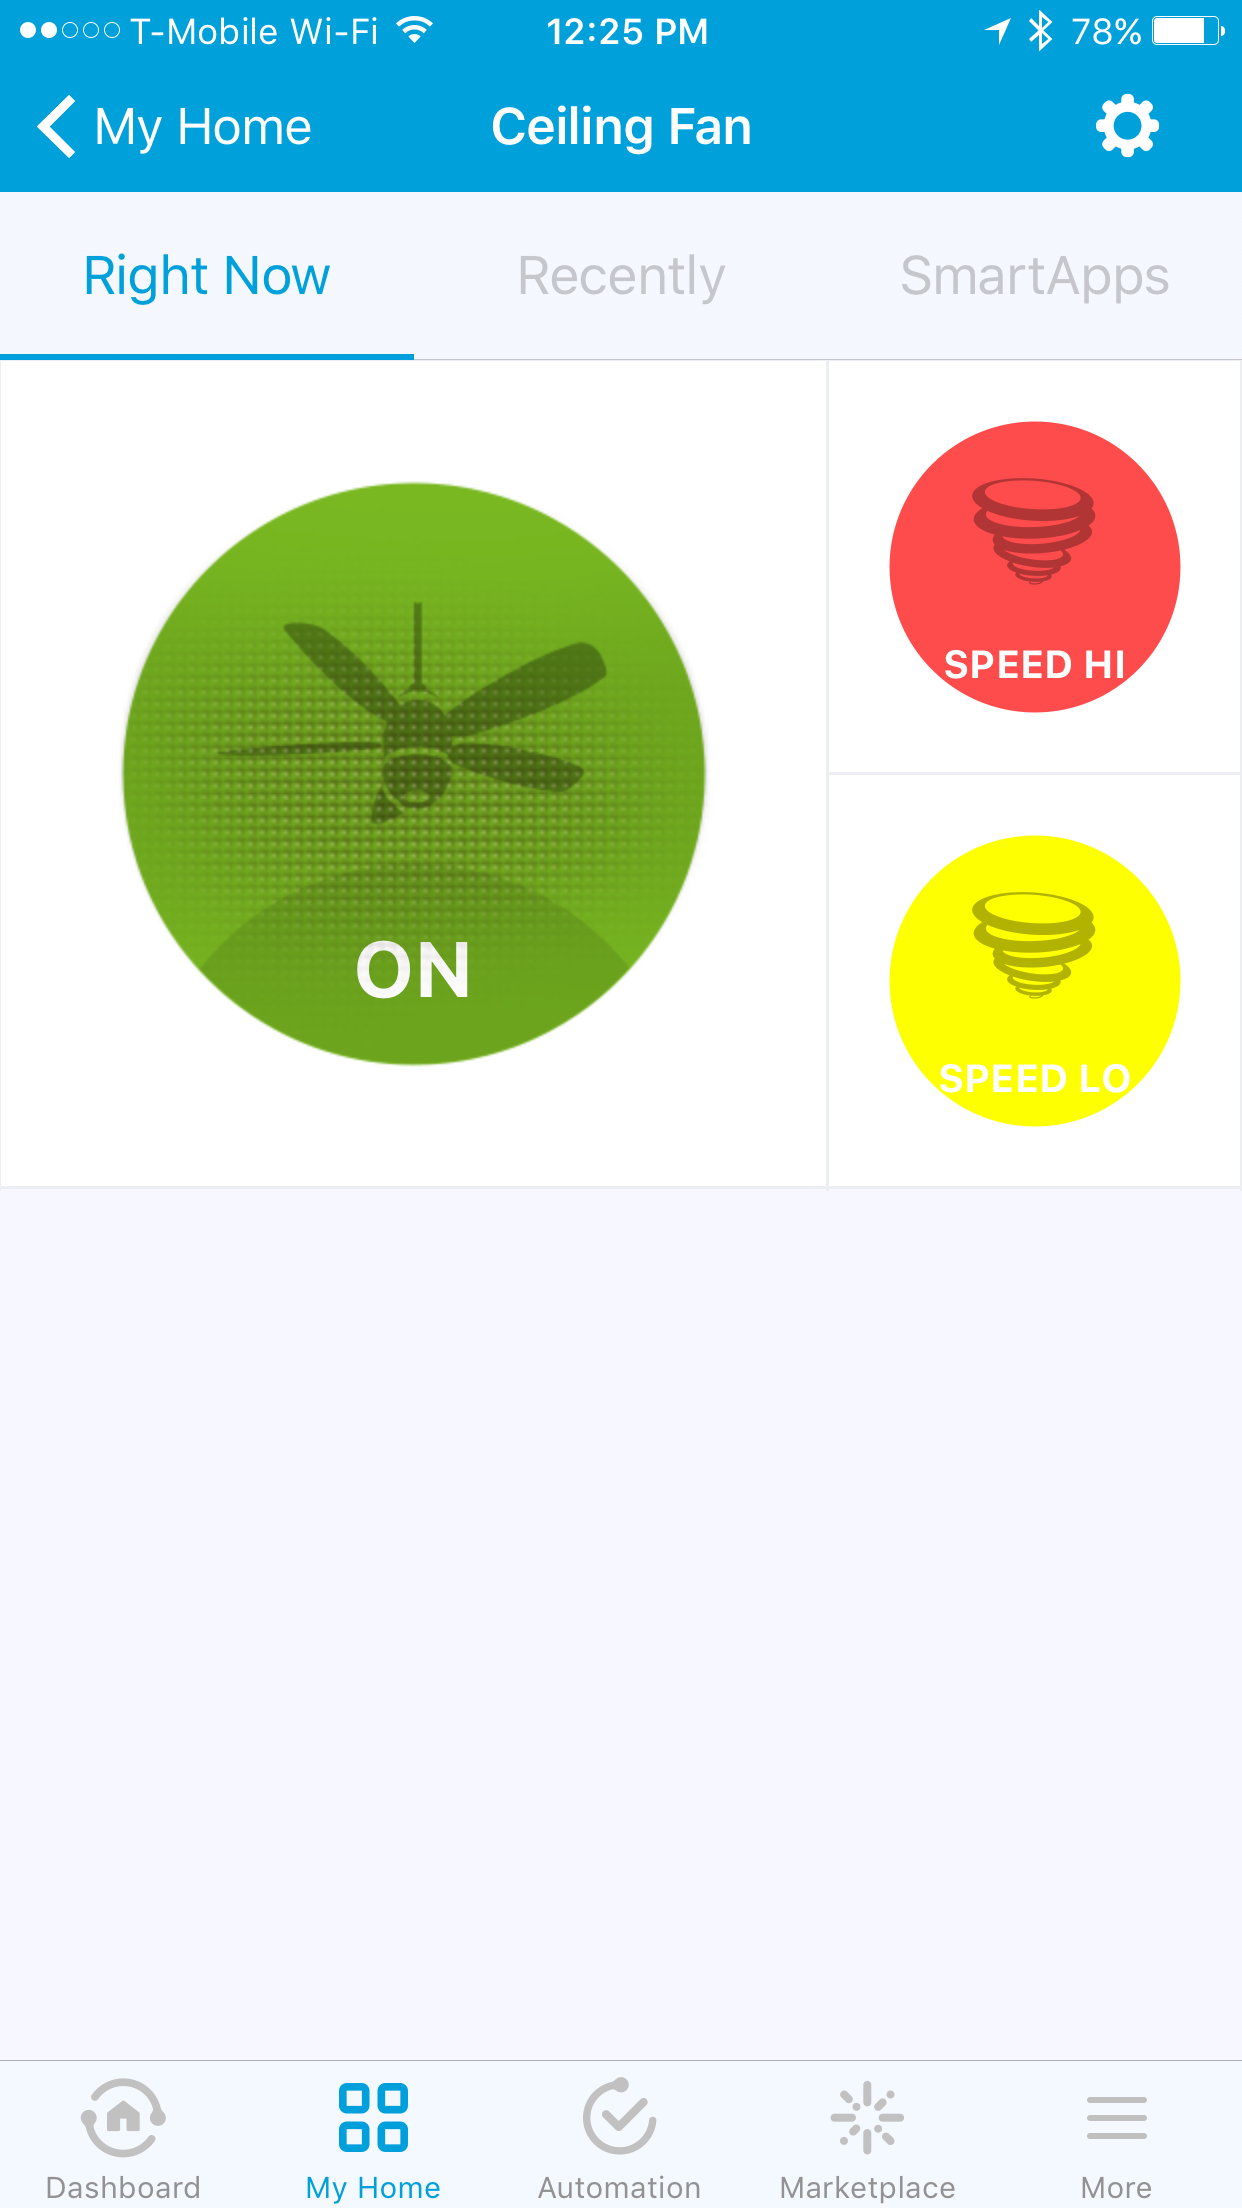 T-Mobile Wi-Fi 12:25 PM 78%
My Home Ceiling Fan
Right Now Recently SmartApps
SPEED HI
ON
SPEED LO
Dashboard My Home Automation Marketplace More